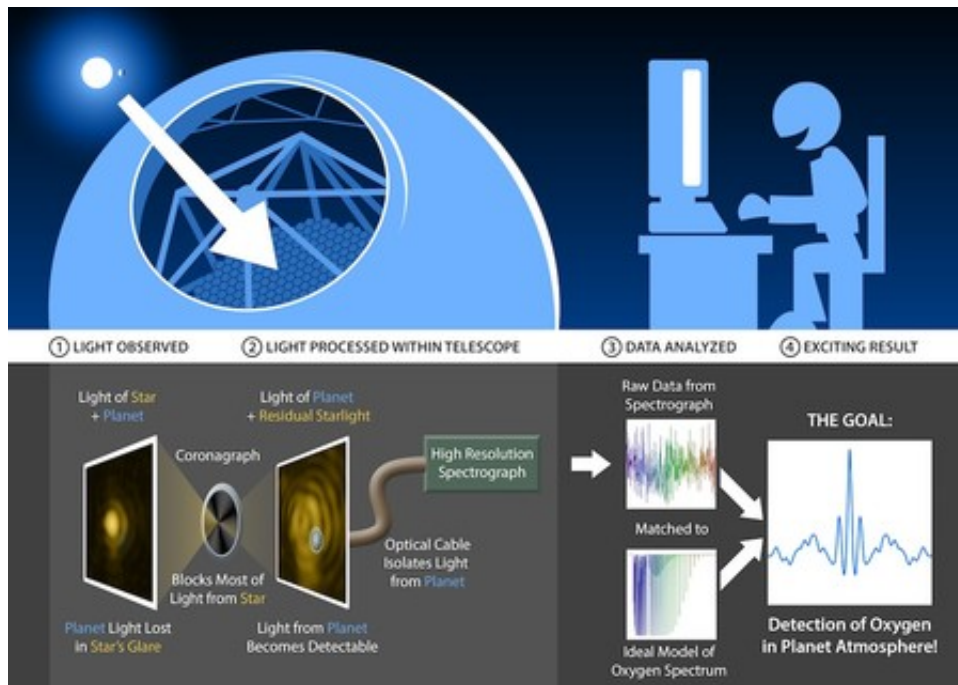 ① LIGHT OBSERVED
② LIGHT PROCESSED WITHIN TELESCOPE
③ DATA ANALYZED
④ EXCITING RESULT
Light of Star
+ Planet
Coronagraph
Blocks Most of
Light from Star
Planet Light Lost
in Star's Glare
Light of Planet
+ Residual Starlight
Light from Planet
Becomes Detectable
High Resolution
Spectrograph
Optical Cable
Isolates Light
from Planet
Raw Data from
Spectrograph
Matched to
Ideal Model of
Oxygen Spectrum
THE GOAL:
Detection of Oxygen
in Planet Atmosphere!